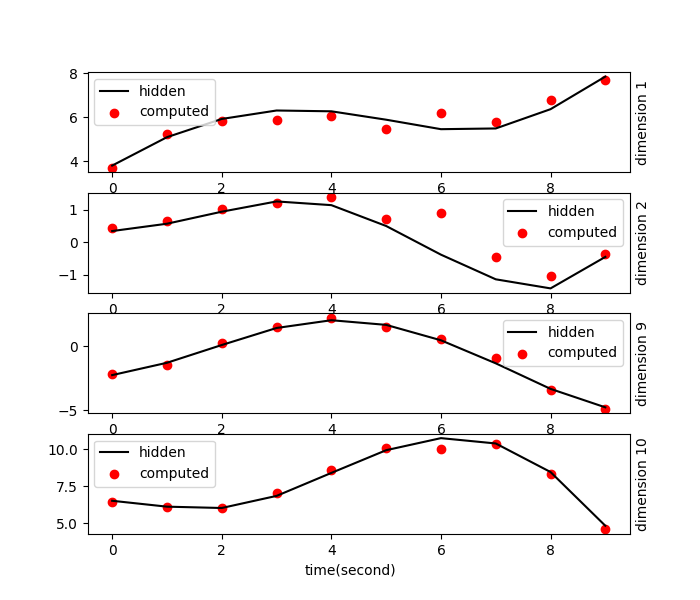 8
6
4
hidden
computed
0 2 4 6 8
dimension 1
1
0
−1
hidden
computed
0 2 4 6 8
dimension 2
0
−5
hidden
computed
0 2 4 6 8
dimension 9
10.0
7.5
5.0
hidden
computed
0 2 4 6 8
dimension 10
time(second)